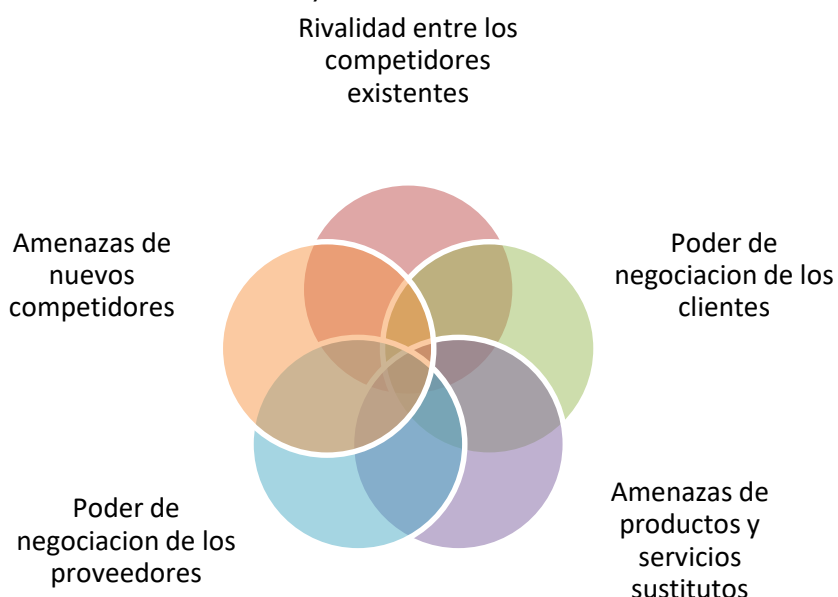 Rivalidad entre los
competidores
existentes
Amenazas de
nuevos
competidores
Poder de
negociacion de los
clientes
Poder de
negociacion de los
proveedores
Amenazas de
productos y
servicios
sustitutos